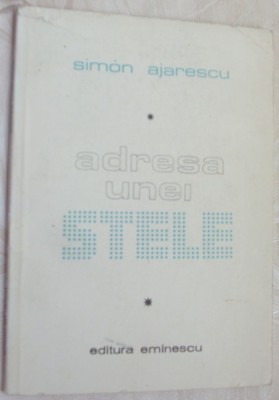 simón ajarescu
*
adresa
unei
STELE
*
editura eminescu